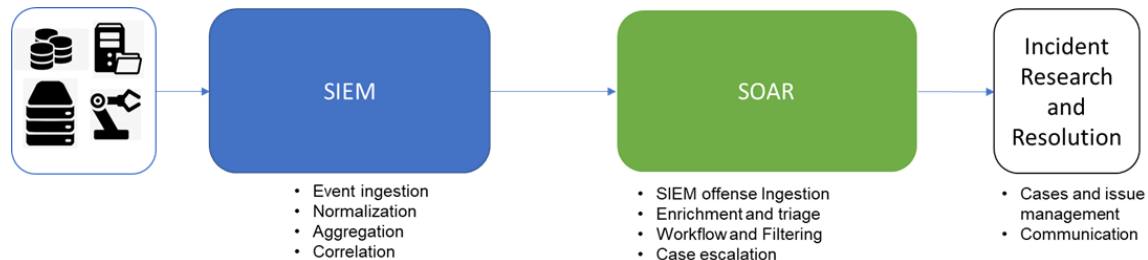 SIEM
SOAR
Incident
Research
and
Resolution
• Event ingestion
• Normalization
• Aggregation
• Correlation
• SIEM offense Ingestion
• Enrichment and triage
• Workflow and Filtering
• Case escalation
• Cases and issue
management
• Communication